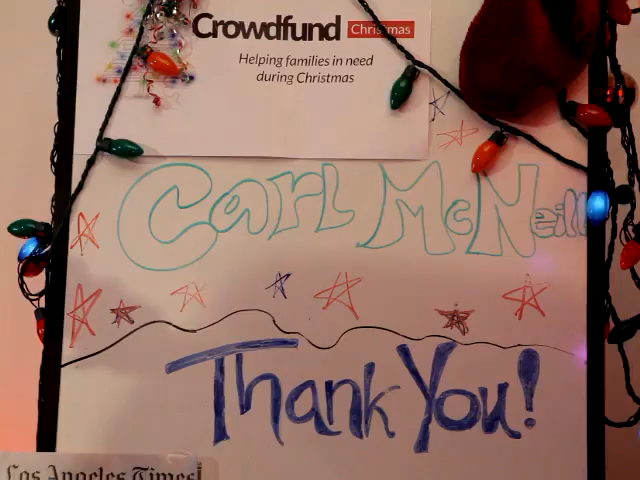 Crowdfund Christmas
Helping families in need
during Christmas
Carl McNeill
Thank You!
Los Angeles Times